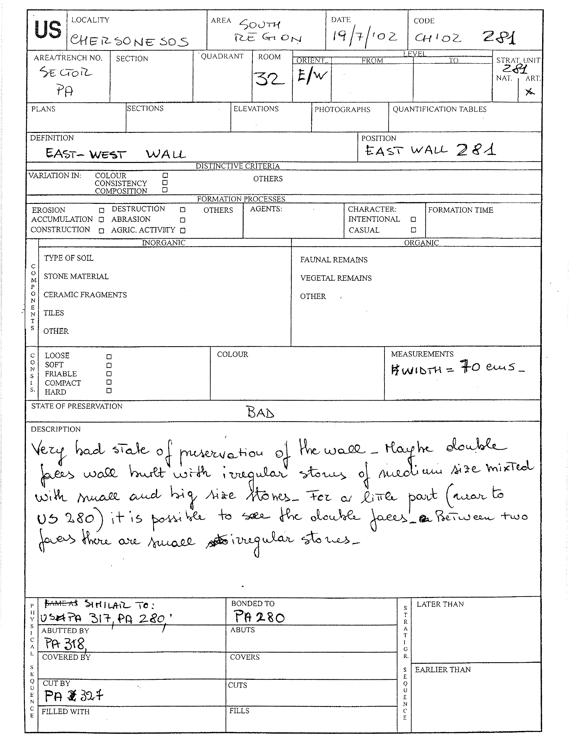 US
LOCALITY
CHERSONESOS
AREA SOUTH
REGION
DATE
19/7/'02
CODE
CH'02 281
AREA/TRENCH NO.
SECTOR
PA
SECTION
QUADRANT
ROOM
32
LEVEL
ORIENT. FROM TO
E/W
STRAT. UNIT
281
NAT. ART.
x
PLANS SECTIONS ELEVATIONS PHOTOGRAPHS QUANTIFICATION TABLES
DEFINITION
EAST-WEST WALL
POSITION
EAST WALL 281
DISTINCTIVE CRITERIA
VARIATION IN: COLOUR
CONSISTENCY
COMPOSITION
OTHERS
FORMATION PROCESSES
EROSION DESTRUCTION OTHERS
ACCUMULATION ABRASION
CONSTRUCTION AGRIC. ACTIVITY
AGENTS:
CHARACTER:
INTENTIONAL
CASUAL
FORMATION TIME
COMPONENTS
INORGANIC
TYPE OF SOIL
STONE MATERIAL
CERAMIC FRAGMENTS
TILES
OTHER
ORGANIC
FAUNAL REMAINS
VEGETAL REMAINS
OTHER
CONSIS.
LOOSE
SOFT
FRIABLE
COMPACT
HARD
COLOUR
MEASUREMENTS
WIDTH = 70 cms_
STATE OF PRESERVATION
BAD
DESCRIPTION
Very bad state of preservation of the wall_ Maybe double
faces wall built with irregular stones of medium size mixted
with small and big size stones_ For a little part (near to
US 280) it is possible to see the double faces_ Between two
faces there are small irregular stones_
PHYSICAL SEQUENCE
SAME AS SIMILAR TO:
PA 317, PA 280
BONDED TO
PA 280
ABUTTED BY
PA 318,
ABUTS
COVERED BY
COVERS
CUT BY
PA 327
CUTS
FILLED WITH
FILLS
STRATIGR. SEQUENCE
LATER THAN
EARLIER THAN